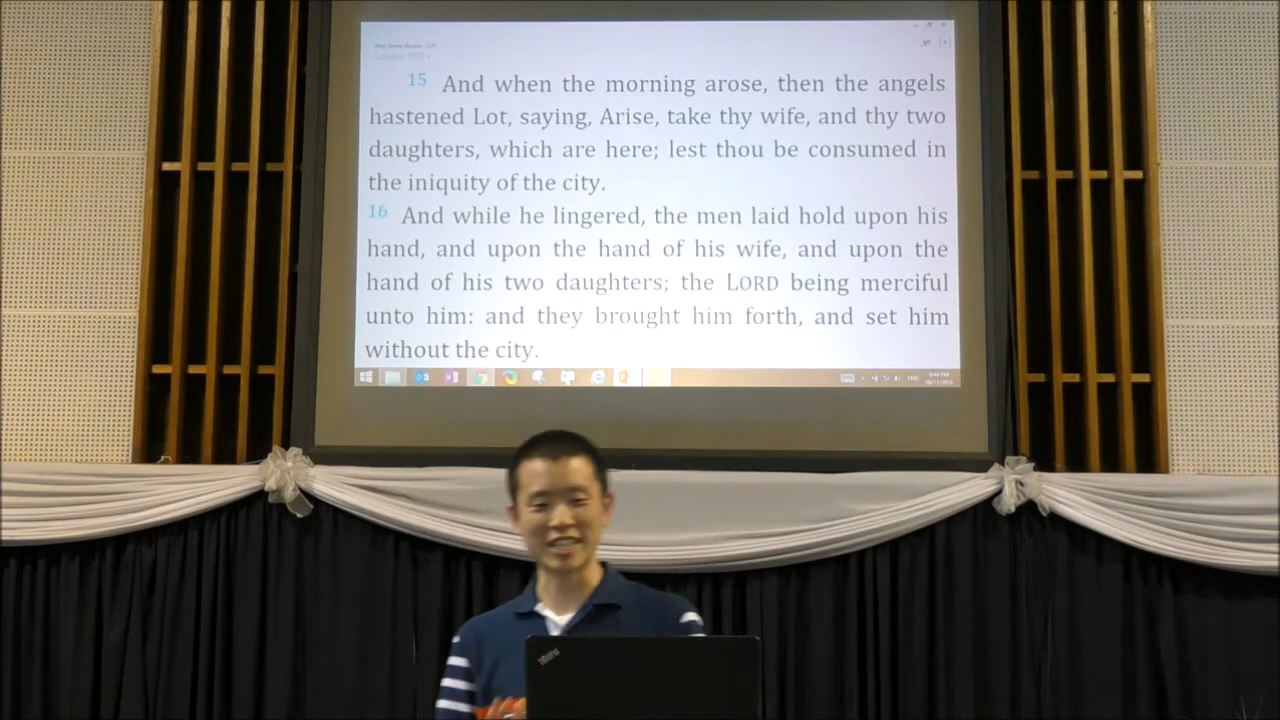 15 And when the morning arose, then the angels
hastened Lot, saying, Arise, take thy wife, and thy two
daughters, which are here; lest thou be consumed in
the iniquity of the city.
16 And while he lingered, the men laid hold upon his
hand, and upon the hand of his wife, and upon the
hand of his two daughters; the LORD being merciful
unto him: and they brought him forth, and set him
without the city.